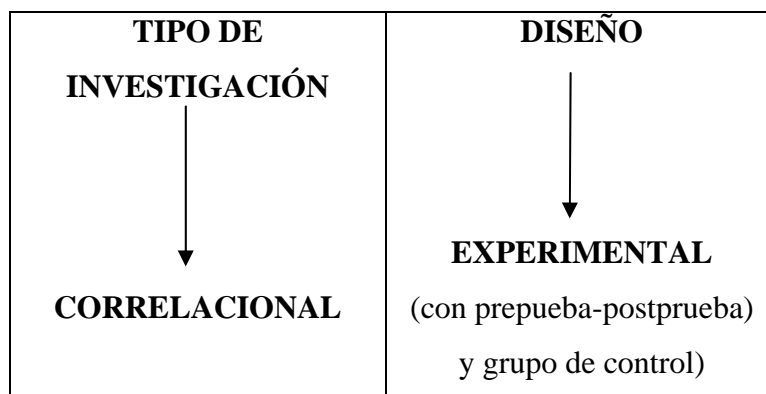 TIPO DE
INVESTIGACIÓN
CORRELACIONAL
DISEÑO
EXPERIMENTAL
(con prepueba-postprueba)
y grupo de control)